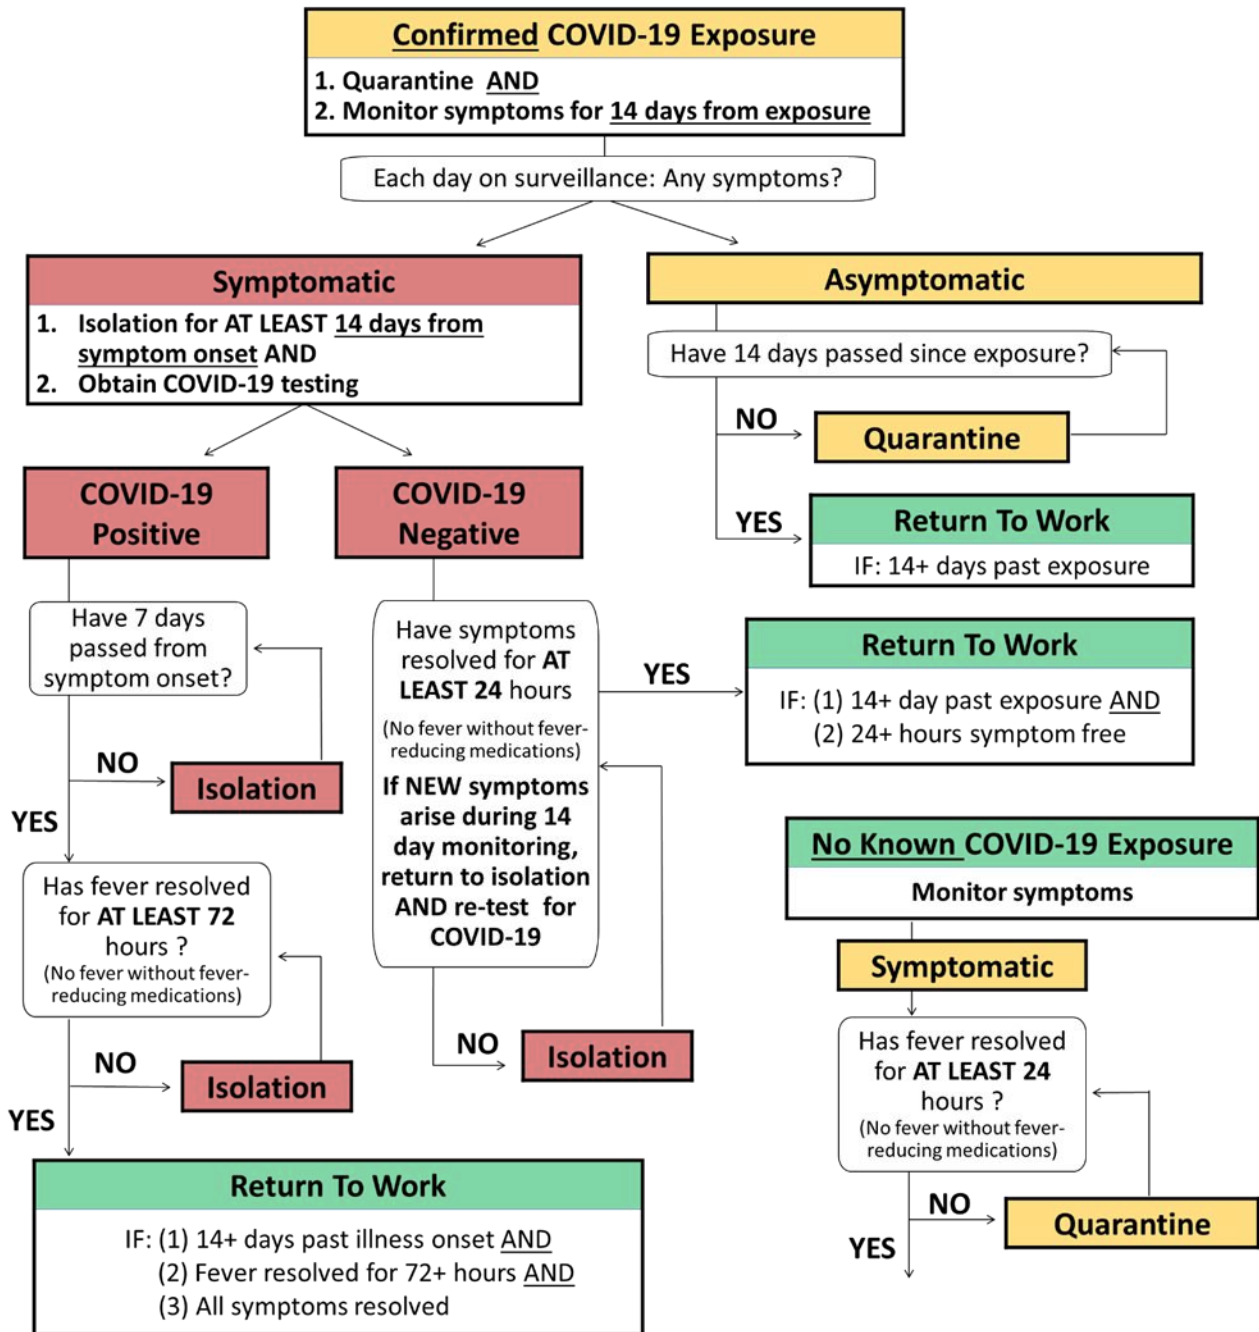 Confirmed COVID-19 Exposure
1. Quarantine AND
2. Monitor symptoms for 14 days from exposure
Each day on surveillance: Any symptoms?
Symptomatic
1. Isolation for AT LEAST 14 days from
symptom onset AND
2. Obtain COVID-19 testing
Asymptomatic
Have 14 days passed since exposure?
NO
Quarantine
YES
Return To Work
IF: 14+ days past exposure
COVID-19
Positive
Have 7 days
passed from
symptom onset?
NO
Isolation
YES
Has fever resolved
for AT LEAST 72
hours ?
(No fever without fever-
reducing medications)
NO
Isolation
YES
Return To Work
IF: (1) 14+ days past illness onset AND
(2) Fever resolved for 72+ hours AND
(3) All symptoms resolved
COVID-19
Negative
Have symptoms
resolved for AT
LEAST 24 hours
(No fever without fever-
reducing medications)
If NEW symptoms
arise during 14
day monitoring,
return to isolation
AND re-test for
COVID-19
NO
Isolation
YES
Return To Work
IF: (1) 14+ day past exposure AND
(2) 24+ hours symptom free
No Known COVID-19 Exposure
Monitor symptoms
Symptomatic
Has fever resolved
for AT LEAST 24
hours ?
(No fever without fever-
reducing medications)
NO
Quarantine
YES